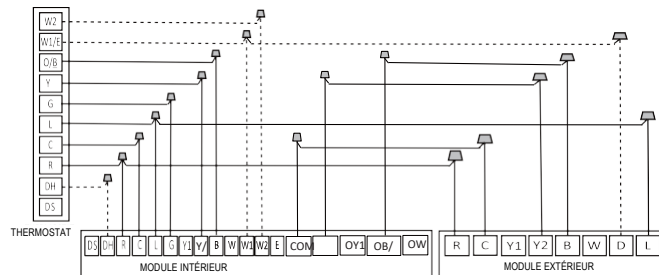 W2
W1/E
O/B
Y
G
L
C
R
DH
DS
THERMOSTAT
DS DH R C L G Y1 Y/ B W W1 W2 E COM OY1 OB/ OW
MODULE INTÉRIEUR
R C Y1 Y2 B W D L
MODULE EXTÉRIEUR